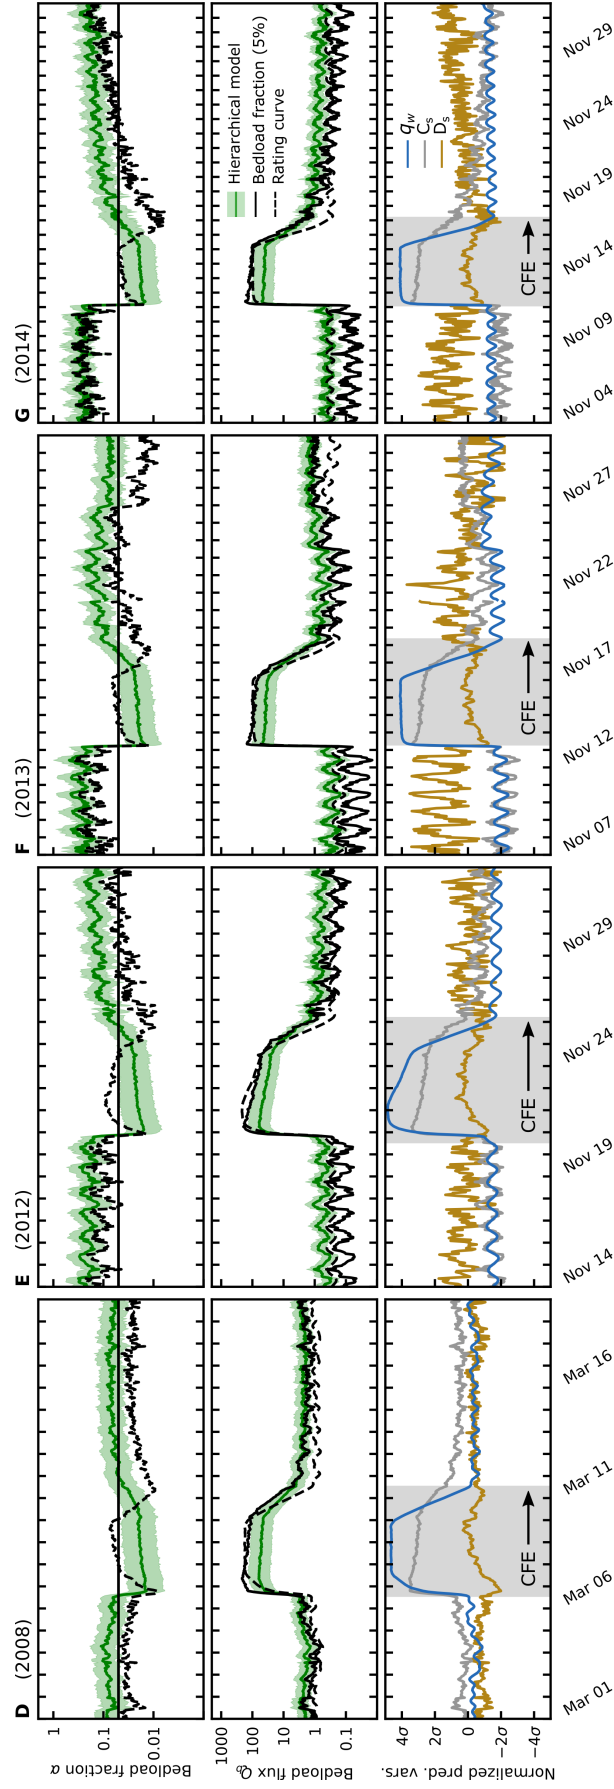 D (2008)
E (2012)
F (2013)
G (2014)
Bedload fraction α
1
0.1
0.01
Bedload flux Qb
1000
100
10
1
0.1
Hierarchical model
Bedload fraction (5%)
Rating curve
Normalized pred. vars.
4σ
2σ
0
−2σ
−4σ
CFE
CFE
CFE
CFE
qw
Cs
Ds
Mar 01
Mar 06
Mar 11
Mar 16
Nov 14
Nov 19
Nov 24
Nov 29
Nov 07
Nov 12
Nov 17
Nov 22
Nov 27
Nov 04
Nov 09
Nov 14
Nov 19
Nov 24
Nov 29